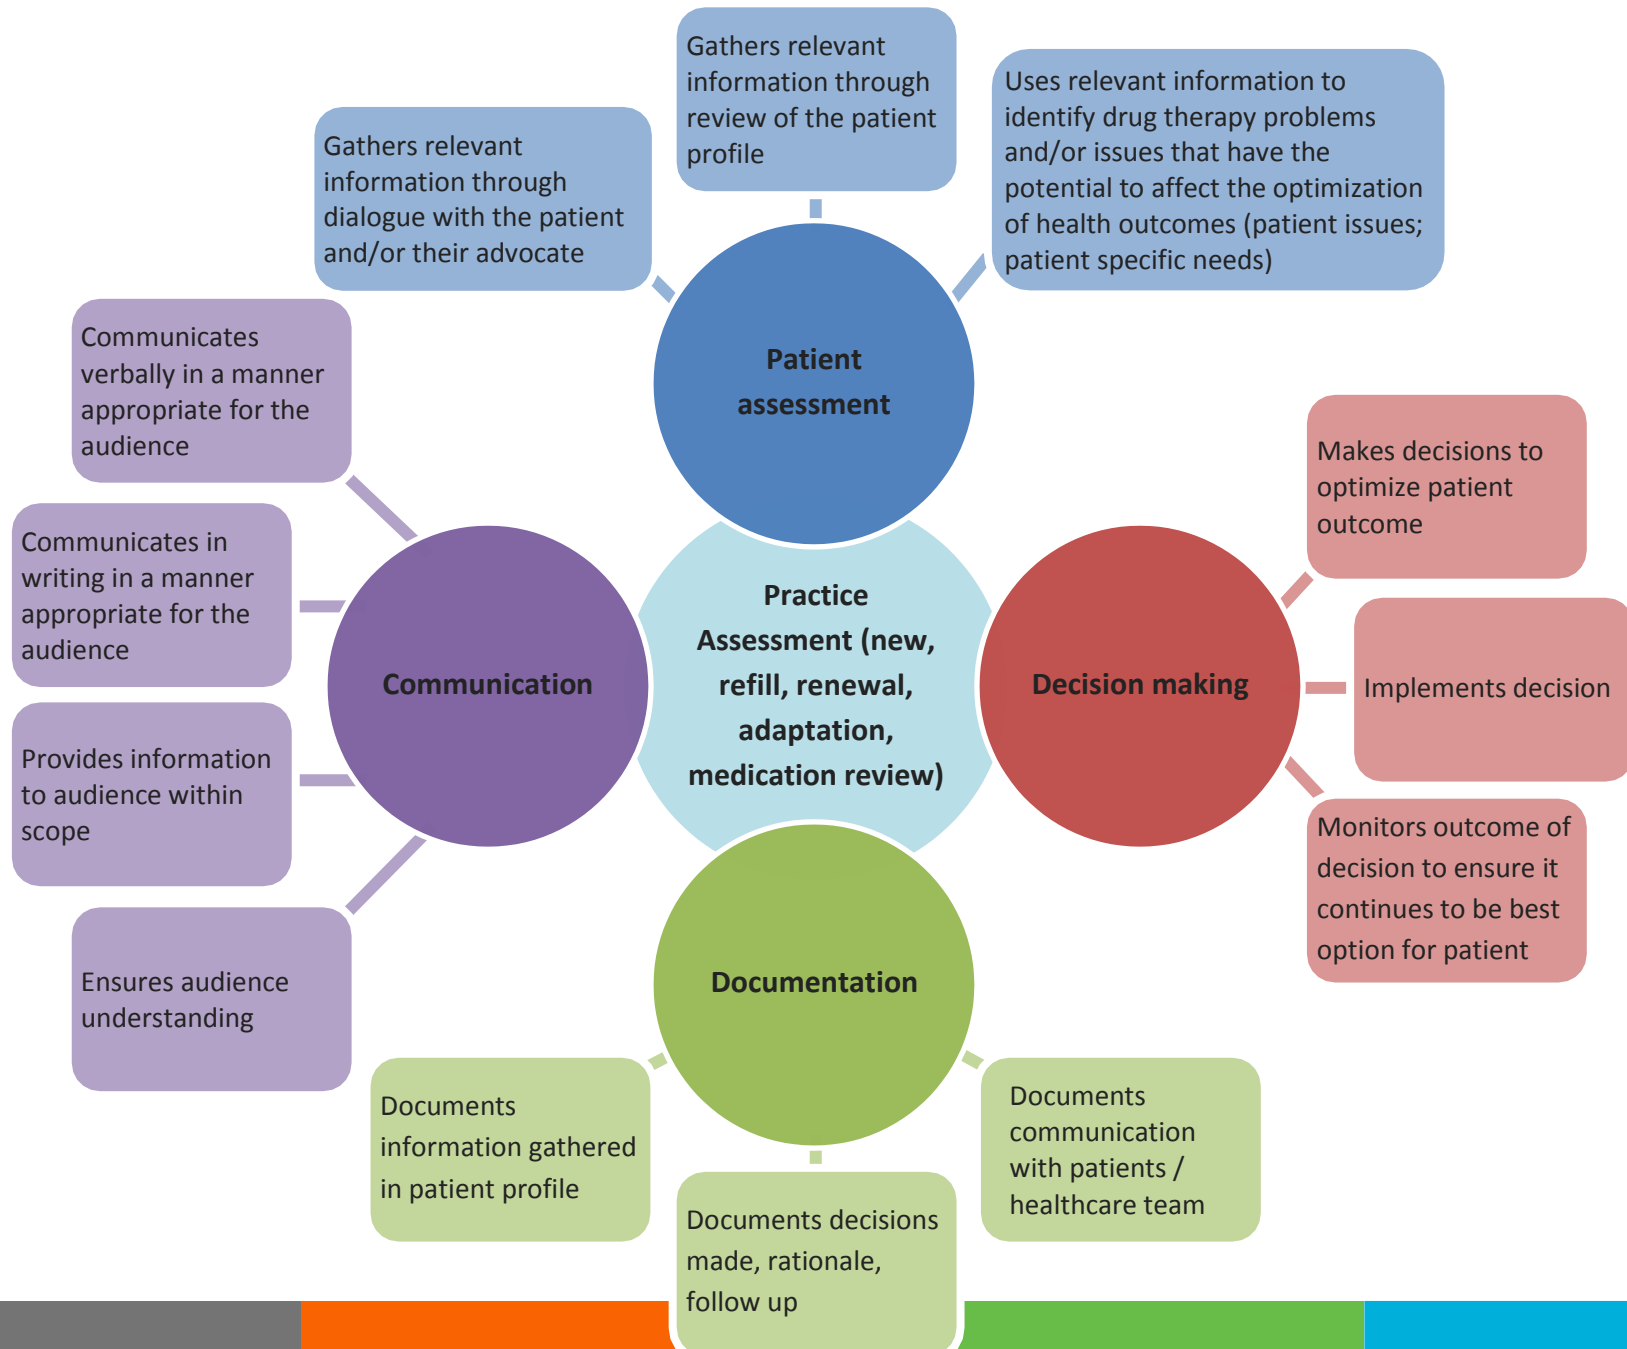 Gathers relevant
information through
review of the patient
profile
Uses relevant information to
identify drug therapy problems
and/or issues that have the
potential to affect the optimization
of health outcomes (patient issues;
patient specific needs)
Gathers relevant
information through
dialogue with the patient
and/or their advocate
Patient
assessment
Communicates
verbally in a manner
appropriate for the
audience
Communicates in
writing in a manner
appropriate for the
audience
Provides information
to audience within
scope
Ensures audience
understanding
Communication
Practice
Assessment (new,
refill, renewal,
adaptation,
medication review)
Decision making
Makes decisions to
optimize patient
outcome
Implements decision
Monitors outcome of
decision to ensure it
continues to be best
option for patient
Documentation
Documents
information gathered
in patient profile
Documents decisions
made, rationale,
follow up
Documents
communication
with patients /
healthcare team